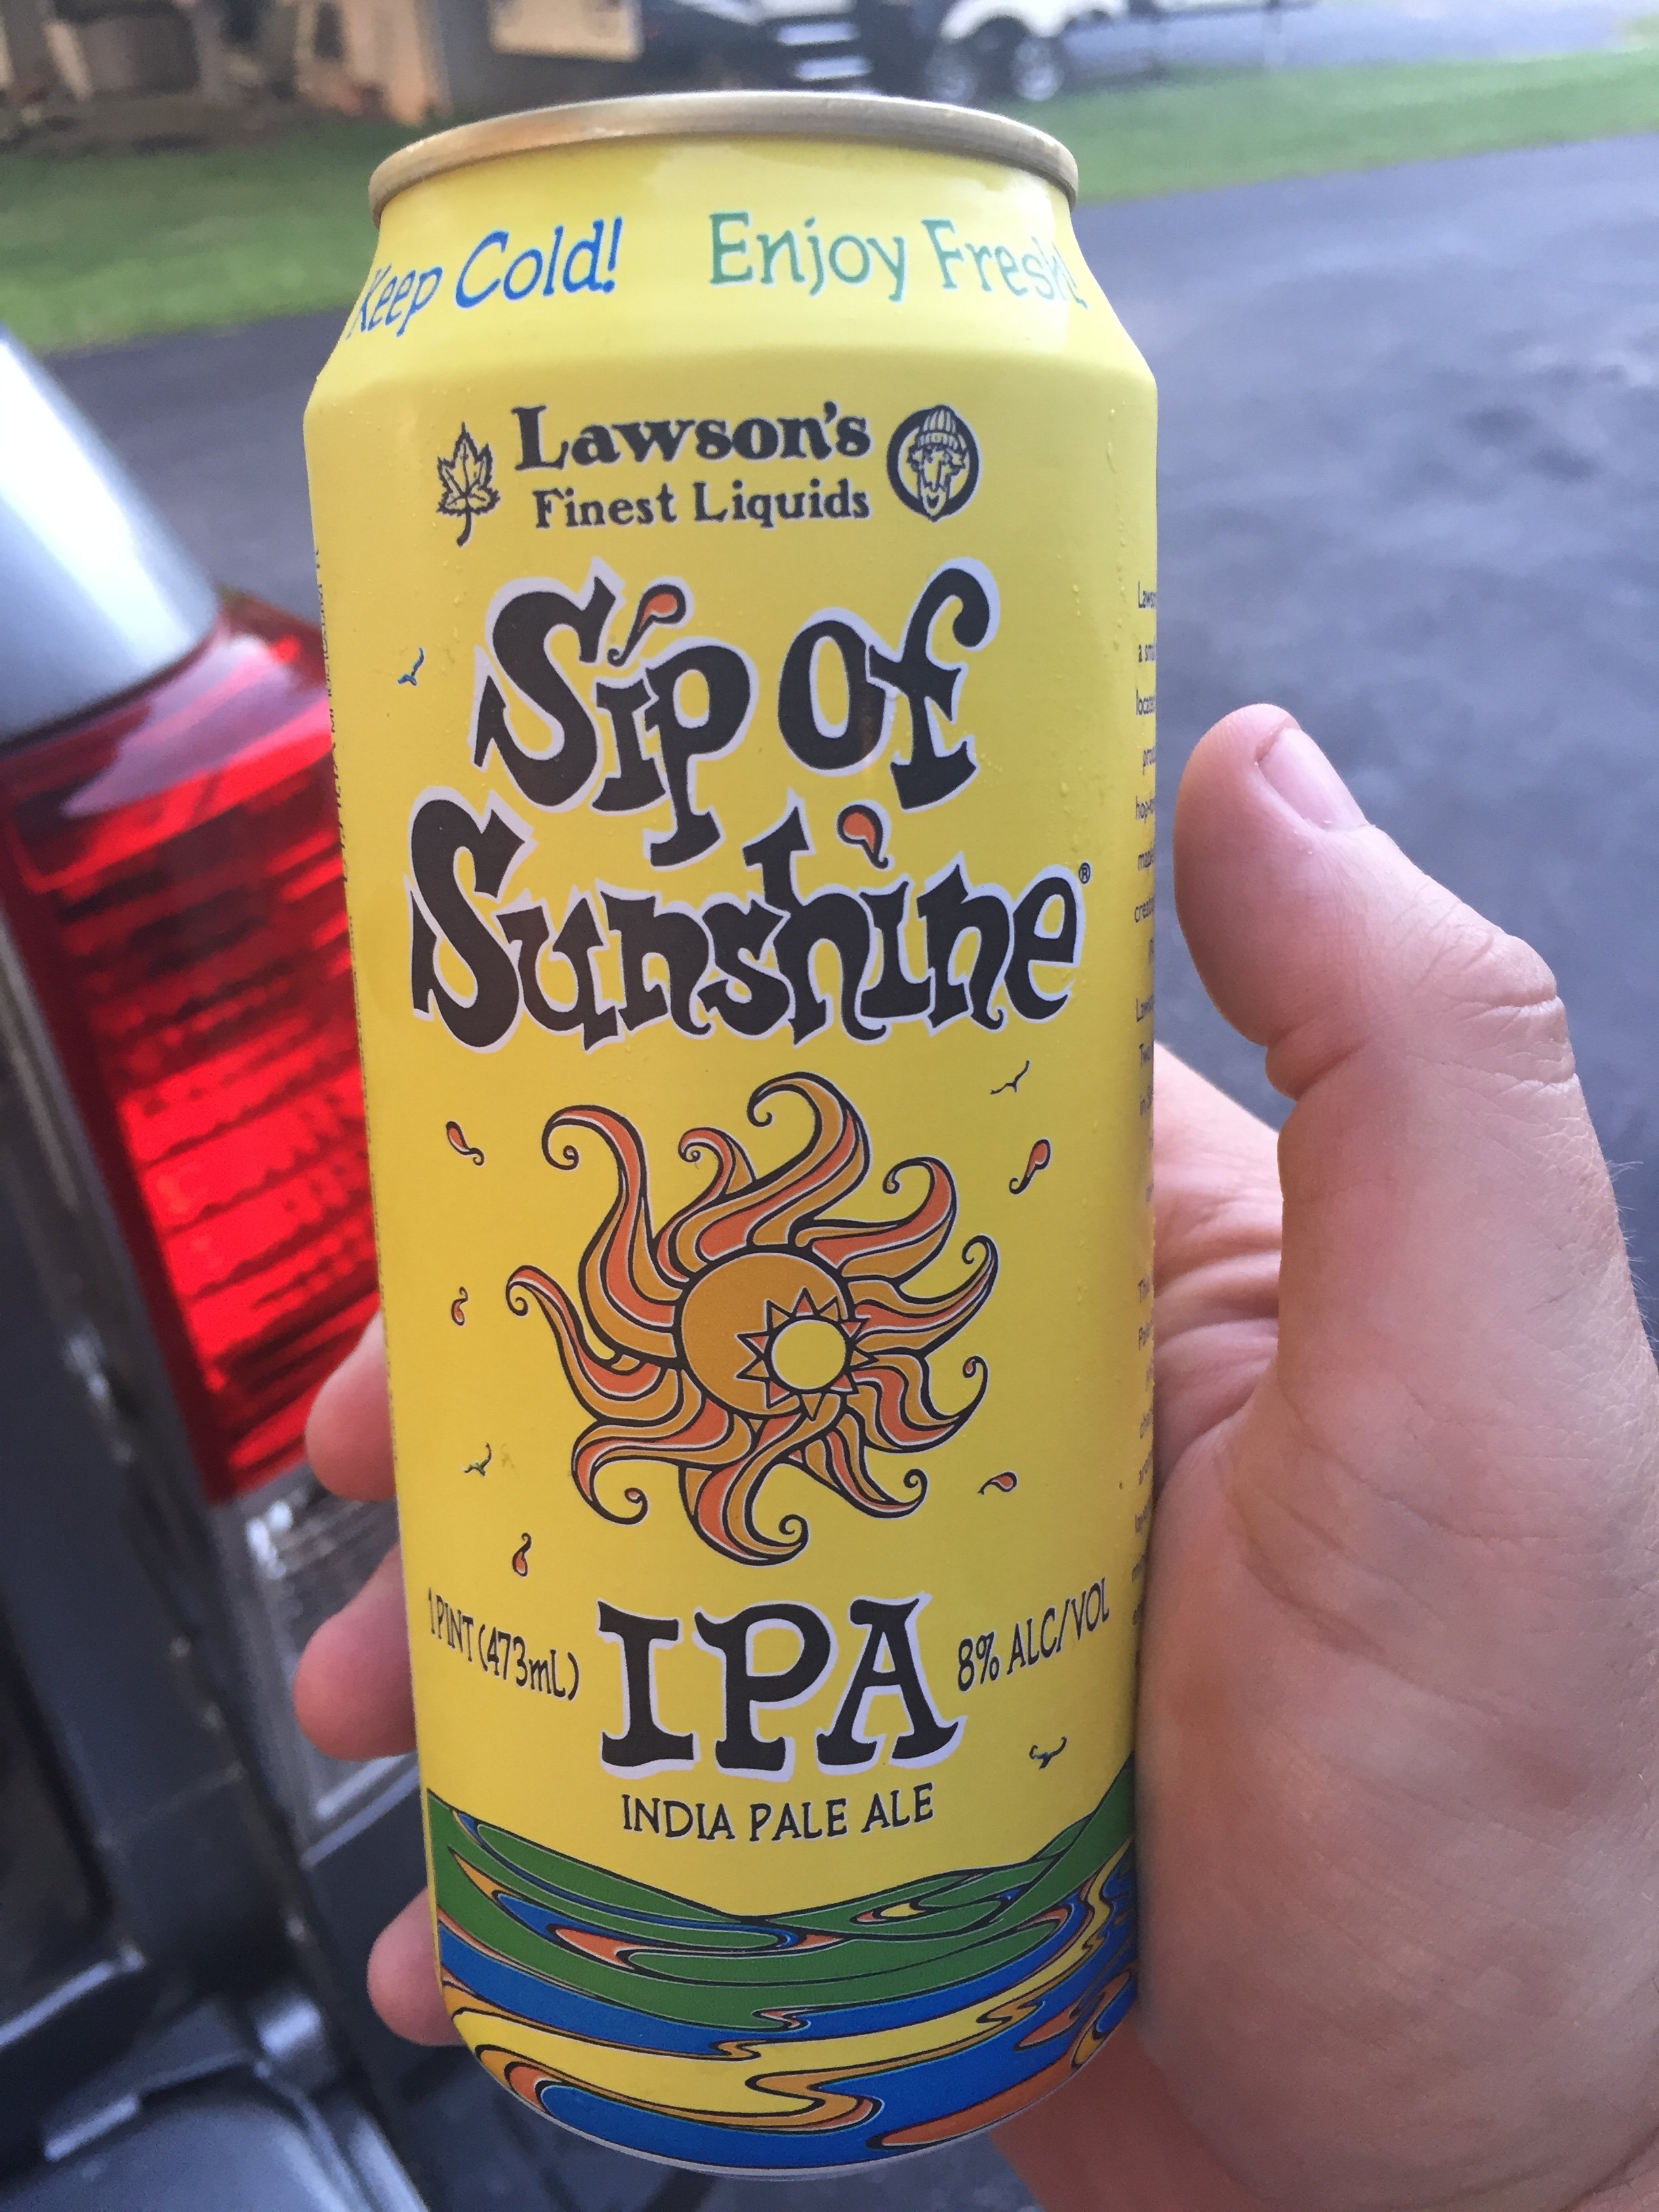 Keep Cold! Enjoy Fresh!
Lawson's
Finest Liquids
Sip of
Sunshine®
1 PINT (473mL) IPA 8% ALC/VOL
INDIA PALE ALE